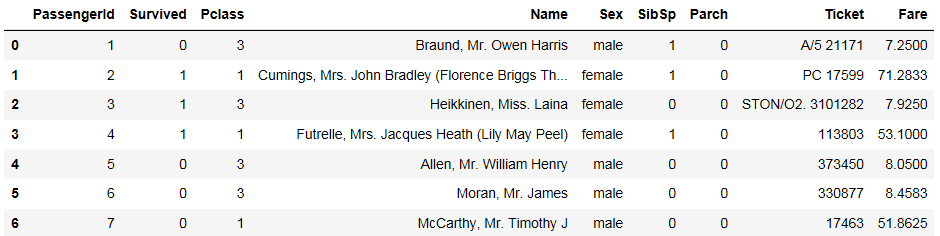 PassengerId Survived Pclass Name Sex SibSp Parch Ticket Fare
0 1 0 3 Braund, Mr. Owen Harris male 1 0 A/5 21171 7.2500
1 2 1 1 Cumings, Mrs. John Bradley (Florence Briggs Th... female 1 0 PC 17599 71.2833
2 3 1 3 Heikkinen, Miss. Laina female 0 0 STON/O2. 3101282 7.9250
3 4 1 1 Futrelle, Mrs. Jacques Heath (Lily May Peel) female 1 0 113803 53.1000
4 5 0 3 Allen, Mr. William Henry male 0 0 373450 8.0500
5 6 0 3 Moran, Mr. James male 0 0 330877 8.4583
6 7 0 1 McCarthy, Mr. Timothy J male 0 0 17463 51.8625